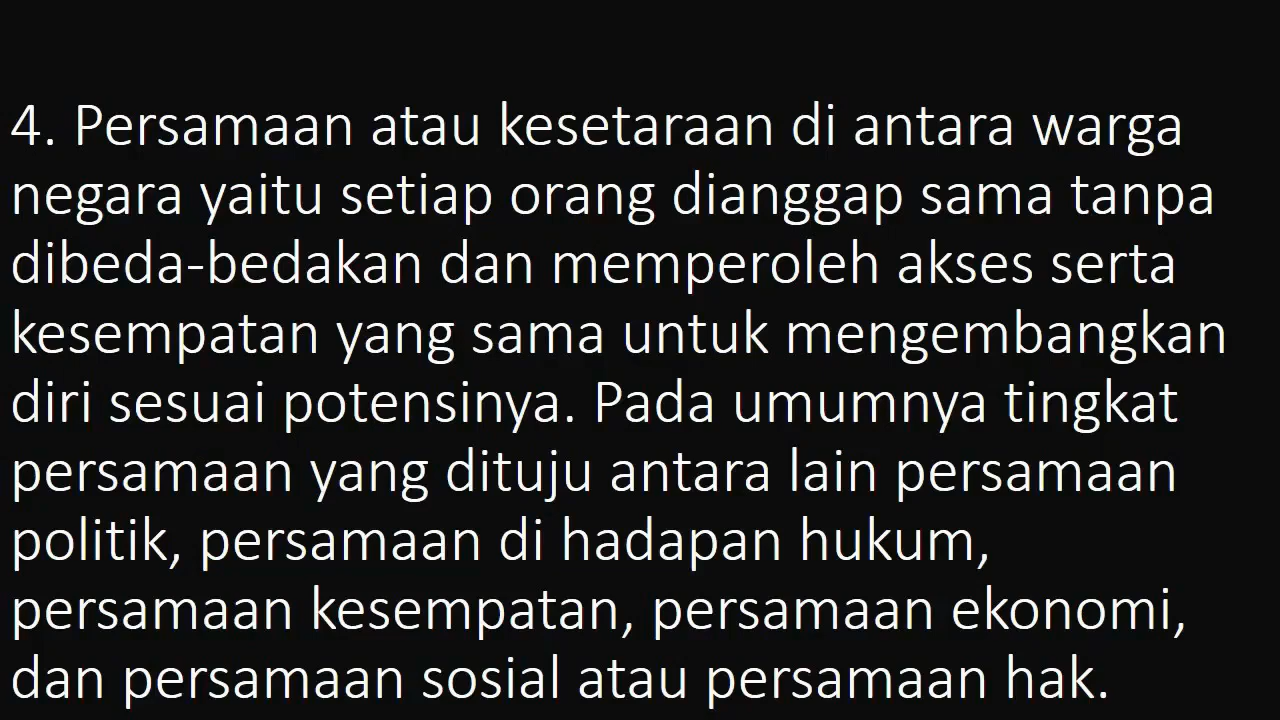 4. Persamaan atau kesetaraan di antara warga
negara yaitu setiap orang dianggap sama tanpa
dibeda-bedakan dan memperoleh akses serta
kesempatan yang sama untuk mengembangkan
diri sesuai potensinya. Pada umumnya tingkat
persamaan yang dituju antara lain persamaan
politik, persamaan di hadapan hukum,
persamaan kesempatan, persamaan ekonomi,
dan persamaan sosial atau persamaan hak.